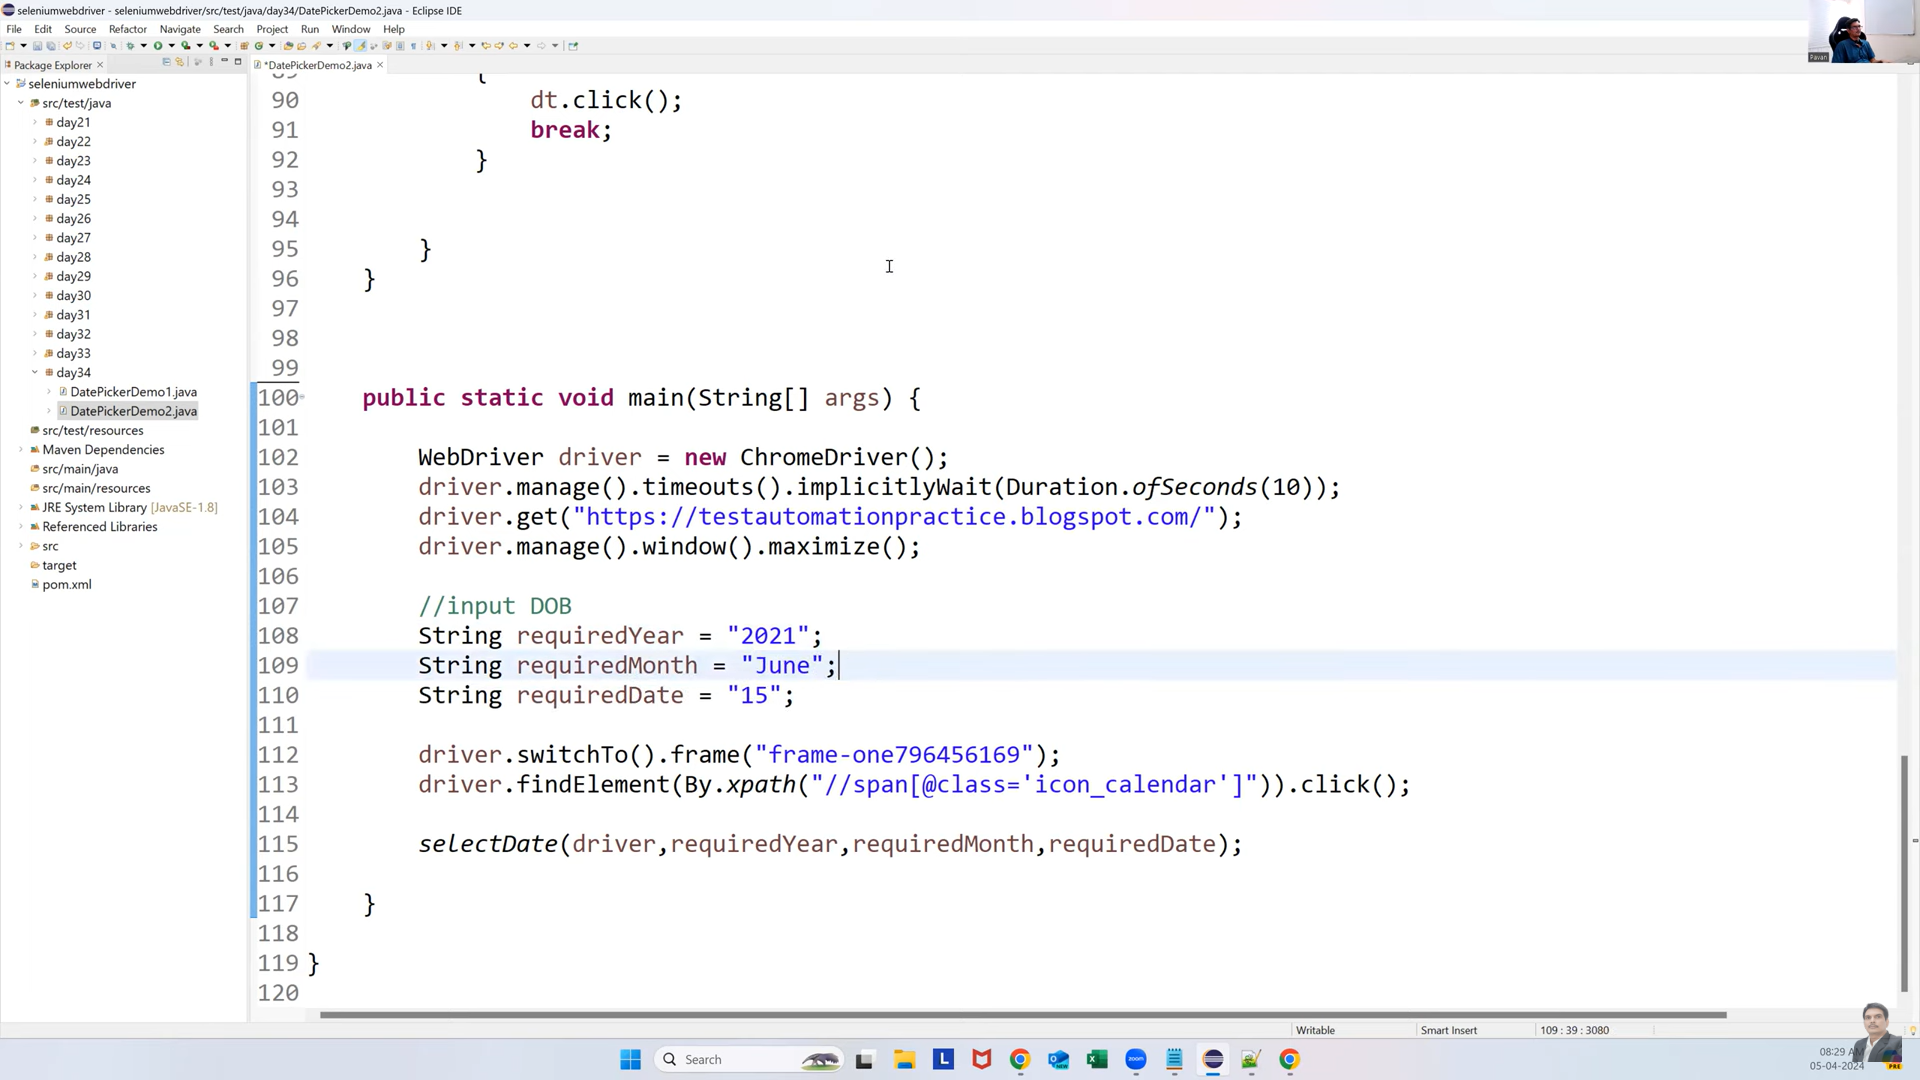 seleniumwebdriver - seleniumwebdriver/src/test/java/day34/DatePickerDemo2.java - Eclipse IDE
File Edit Source Refactor Navigate Search Project Run Window Help
Package Explorer
*DatePickerDemo2.java
seleniumwebdriver
src/test/java
day21
day22
day23
day24
day25
day26
day27
day28
day29
day30
day31
day32
day33
day34
DatePickerDemo1.java
DatePickerDemo2.java
src/test/resources
Maven Dependencies
src/main/java
src/main/resources
JRE System Library [JavaSE-1.8]
Referenced Libraries
src
target
pom.xml
89 {
90 dt.click();
91 break;
92 }
93
94
95 }
96 }
97
98
99
100 public static void main(String[] args) {
101
102 WebDriver driver = new ChromeDriver();
103 driver.manage().timeouts().implicitlyWait(Duration.ofSeconds(10));
104 driver.get("https://testautomationpractice.blogspot.com/");
105 driver.manage().window().maximize();
106
107 //input DOB
108 String requiredYear = "2021";
109 String requiredMonth = "June";
110 String requiredDate = "15";
111
112 driver.switchTo().frame("frame-one796456169");
113 driver.findElement(By.xpath("//span[@class='icon_calendar']")).click();
114
115 selectDate(driver,requiredYear,requiredMonth,requiredDate);
116
117 }
118
119 }
120
Pavan
Writable Smart Insert 109 : 39 : 3080
Search
08:29 AM
05-04-2024
PRE